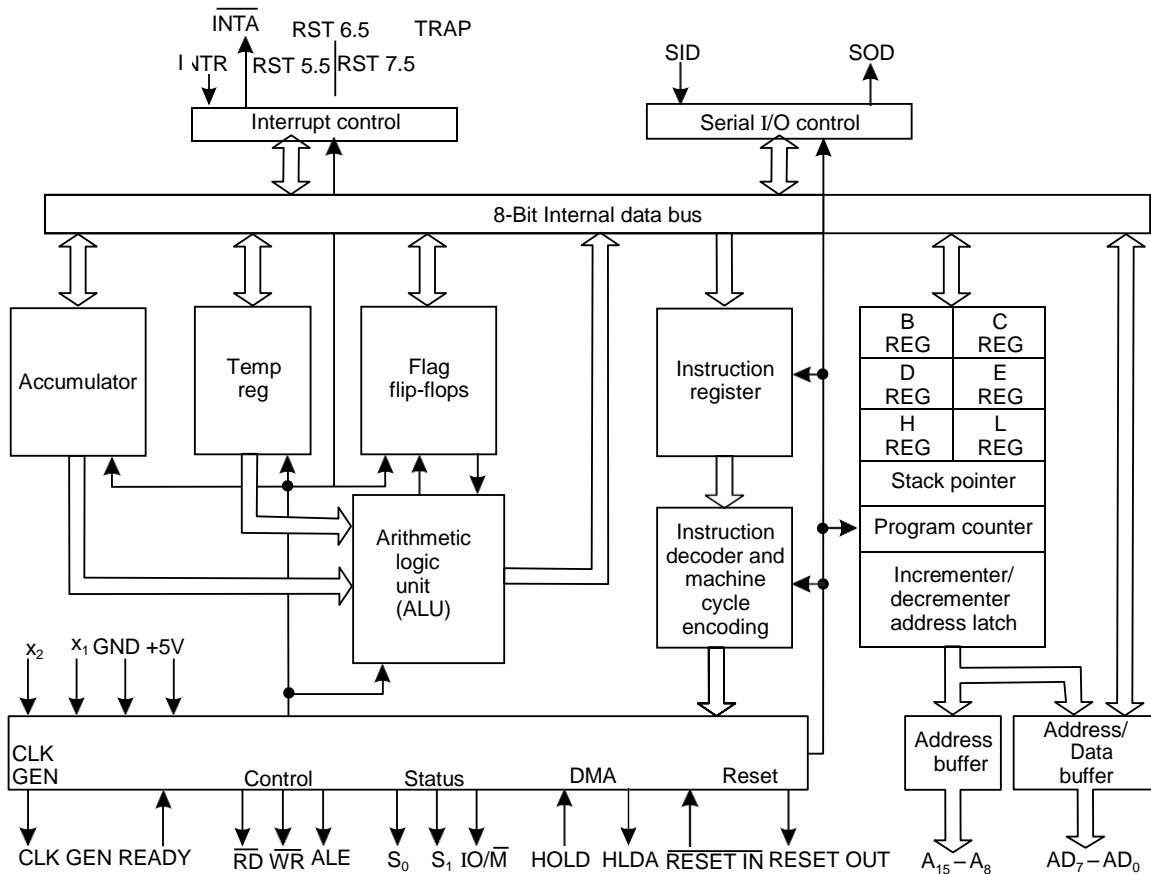 INTA
RST 6.5
TRAP
INTR
RST 5.5
RST 7.5
SID
SOD
Interrupt control
Serial I/O control
8-Bit Internal data bus
Accumulator
Temp
reg
Flag
flip-flops
Instruction
register
B
REG
C
REG
D
REG
E
REG
H
REG
L
REG
Stack pointer
Program counter
Incrementer/
decrementer
address latch
Arithmetic
logic
unit
(ALU)
Instruction
decoder and
machine
cycle
encoding
x₂
x₁
GND
+5V
CLK
GEN
Control
Status
DMA
Reset
Address
buffer
Address/
Data
buffer
CLK GEN
READY
RD
WR
ALE
S₀
S₁
IO/M
HOLD
HLDA
RESET IN
RESET OUT
A₁₅ – A₈
AD₇ – AD₀